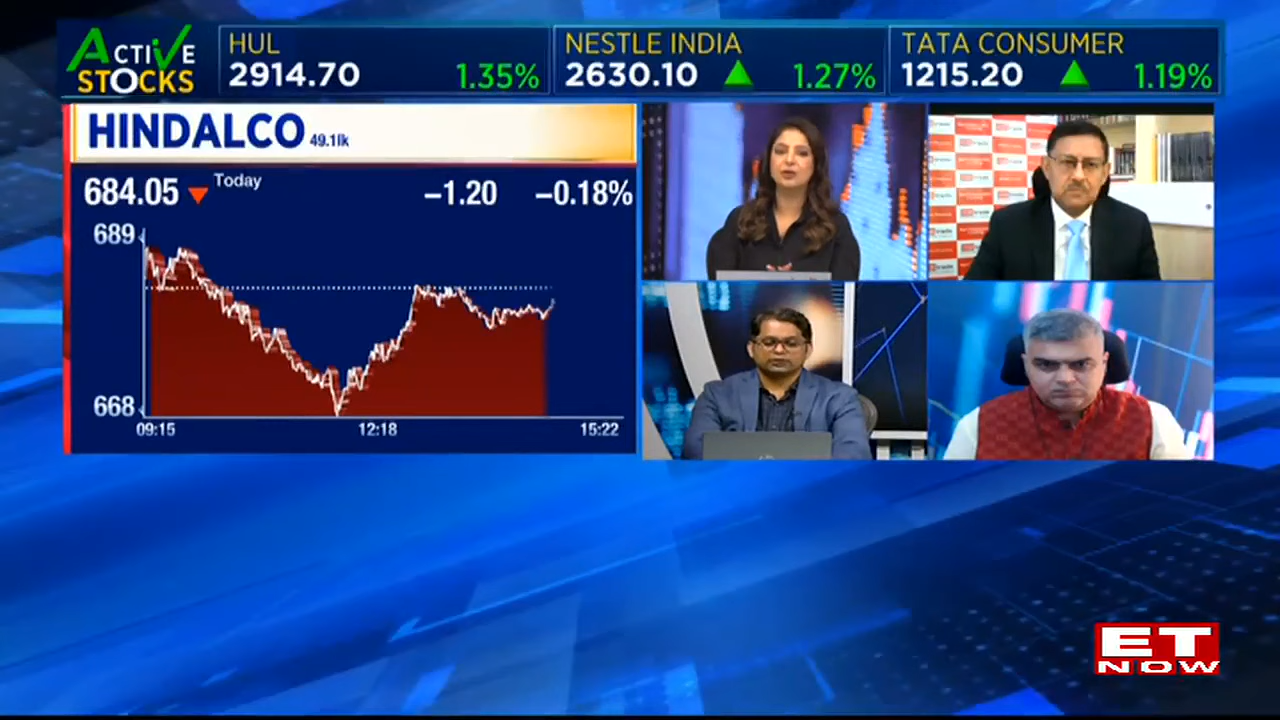 ACTIVE
STOCKS
HUL
2914.70 1.35%
NESTLE INDIA
2630.10 1.27%
TATA CONSUMER
1215.20 1.19%
HINDALCO 49.1lk
684.05 Today -1.20 -0.18%
689
668
09:15 12:18 15:22
ET
NOW